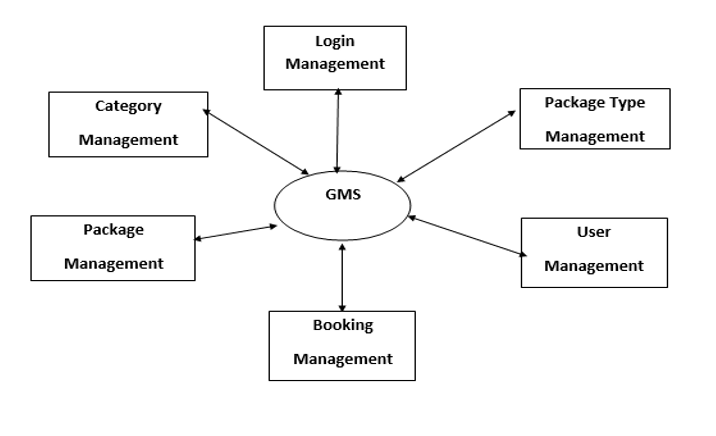 Login
Management
Category
Management
Package Type
Management
GMS
Package
Management
User
Management
Booking
Management